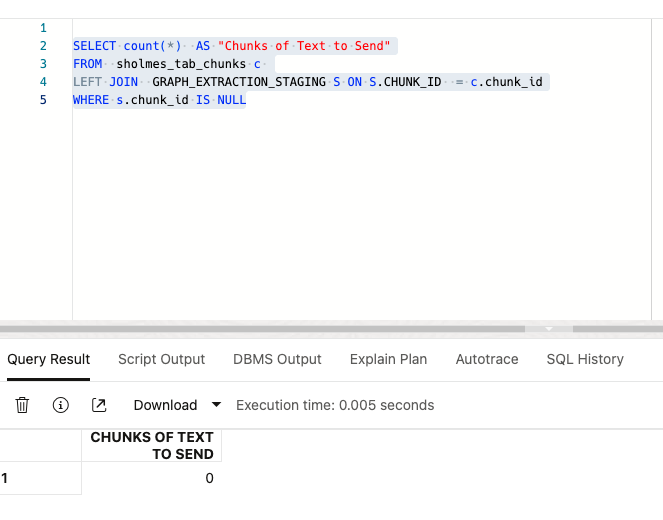 1
2 SELECT count(*) AS "Chunks of Text to Send"
3 FROM sholmes_tab_chunks c
4 LEFT JOIN GRAPH_EXTRACTION_STAGING S ON S.CHUNK_ID = c.chunk_id
5 WHERE s.chunk_id IS NULL
Query Result Script Output DBMS Output Explain Plan Autotrace SQL History
Download Execution time: 0.005 seconds
CHUNKS OF TEXT
TO SEND
1 0